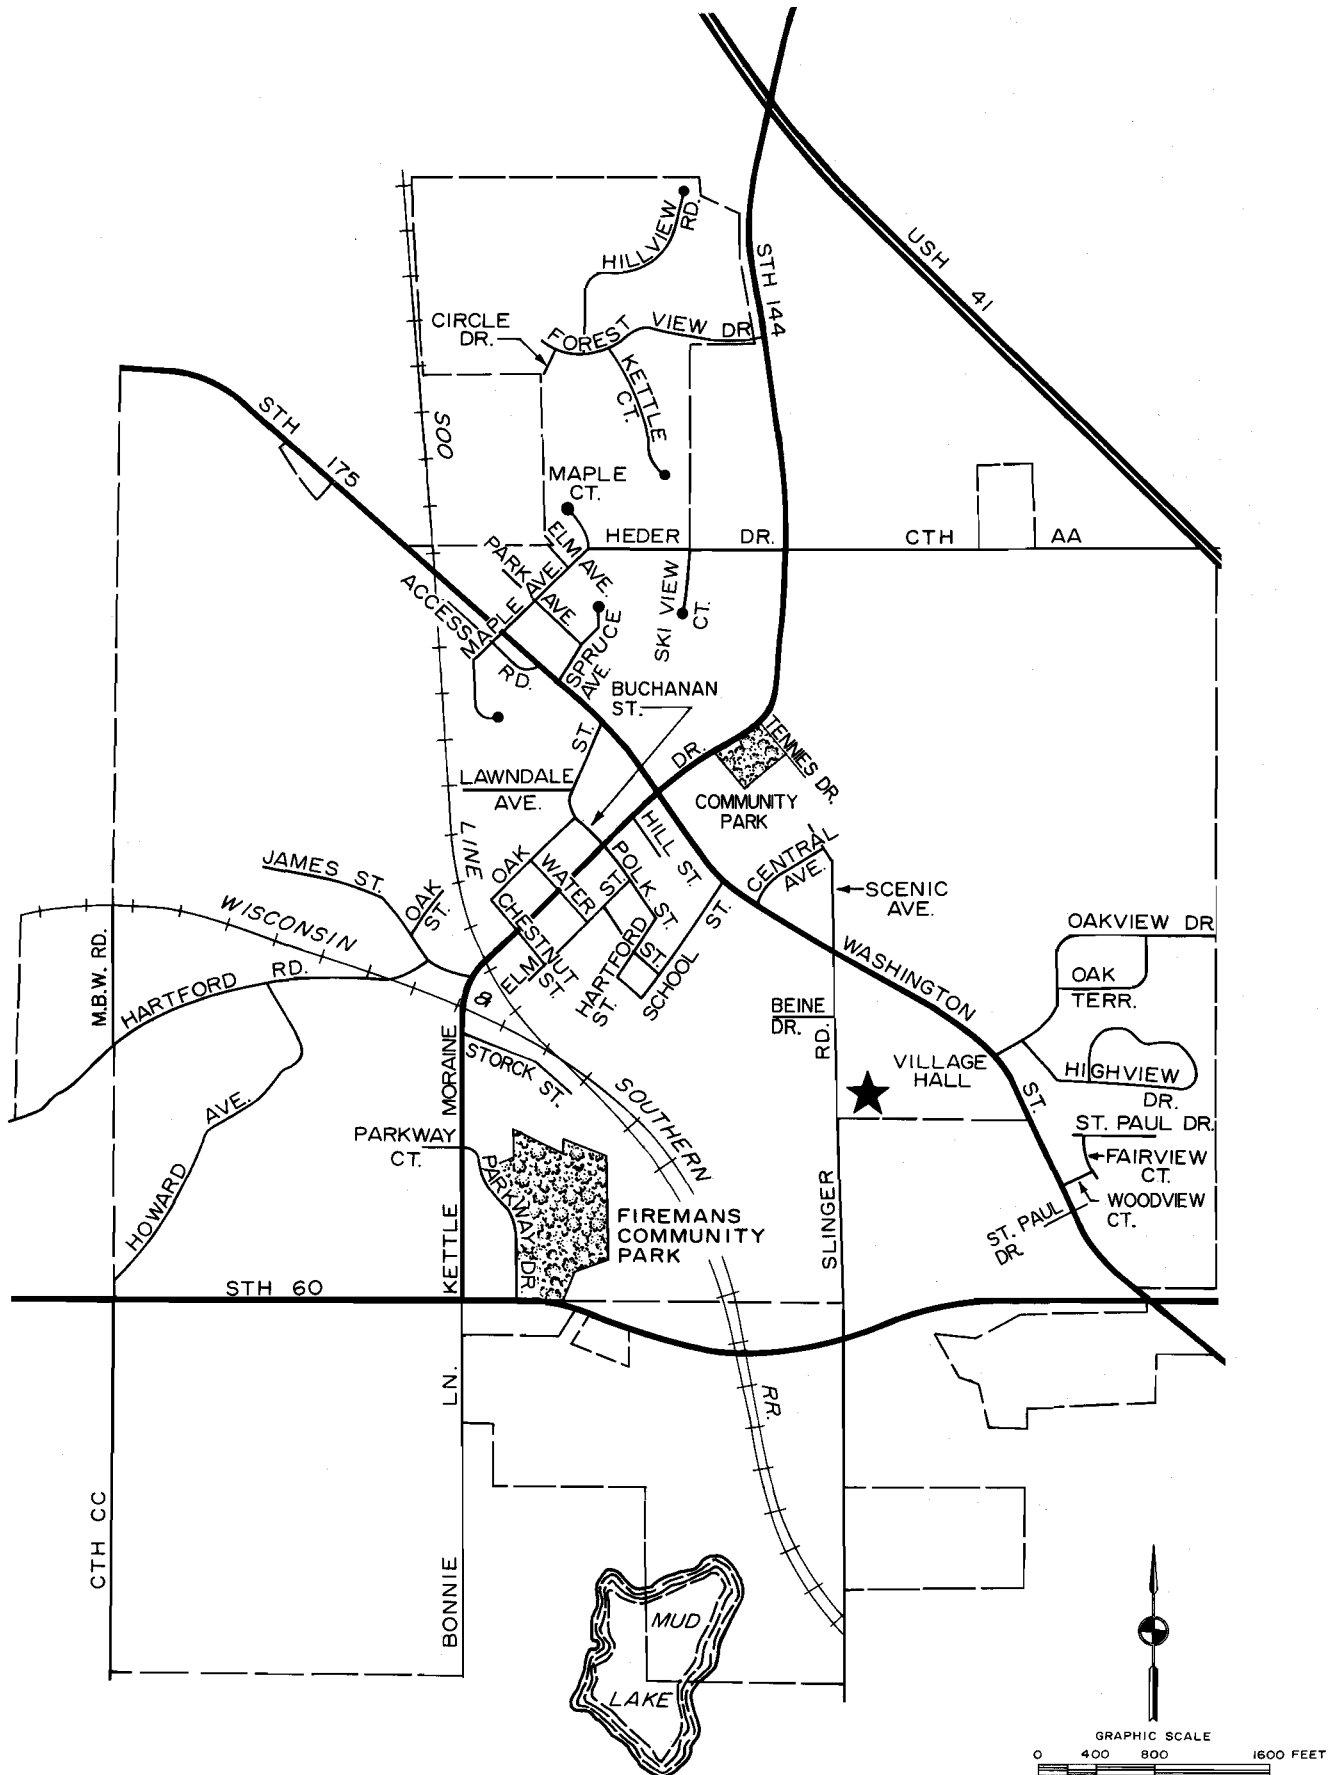 USH 41
HILLVIEW RD.
STH 144
CIRCLE
DR.
FOREST VIEW DR
KETTLE
CT.
STH 175
SOO
MAPLE
CT.
ELM AVE.
HEDER DR.
CTH AA
PARK AVE.
MAPLE AVE.
ACCESS RD.
SPRUCE
AVE.
SKI VIEW
CT.
BUCHANAN
ST.
ST.
DR.
TENNIES DR.
LAWNDALE
AVE.
COMMUNITY
PARK
LINE
HILL ST.
CENTRAL
AVE.
JAMES ST.
OAK
WATER
ST.
POLK ST.
SCENIC
AVE.
OAK
ST.
CHESTNUT
ST.
ELM
HARTFORD
ST.
HARTFORD
ST.
SCHOOL ST.
WISCONSIN
&
M.B.W. RD.
HARTFORD RD.
WASHINGTON
ST.
OAKVIEW DR
OAK
TERR.
BEINE
DR.
RD.
VILLAGE
HALL
HIGHVIEW
DR.
STORCK ST.
SOUTHERN
MORAINE
HOWARD AVE.
PARKWAY
CT.
PARKWAY DR
ST. PAUL DR.
FAIRVIEW
CT.
WOODVIEW
CT.
ST. PAUL
DR.
FIREMANS
COMMUNITY
PARK
SLINGER
KETTLE
STH 60
LN.
RR.
CTH CC
BONNIE
MUD
LAKE
GRAPHIC SCALE
0 400 800 1600 FEET